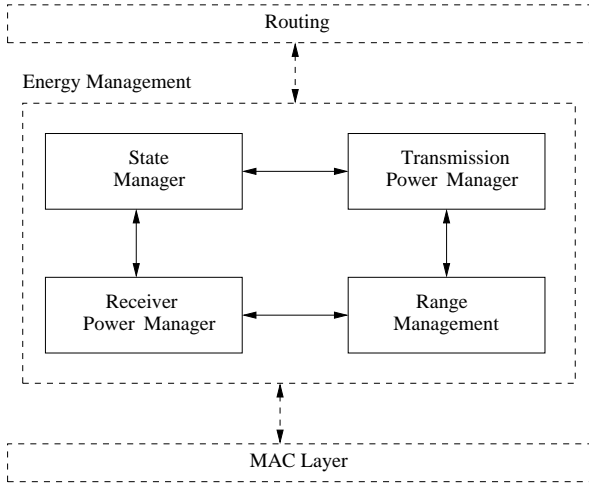 Routing
Energy Management
State
Manager
Transmission
Power Manager
Receiver
Power Manager
Range
Management
MAC Layer